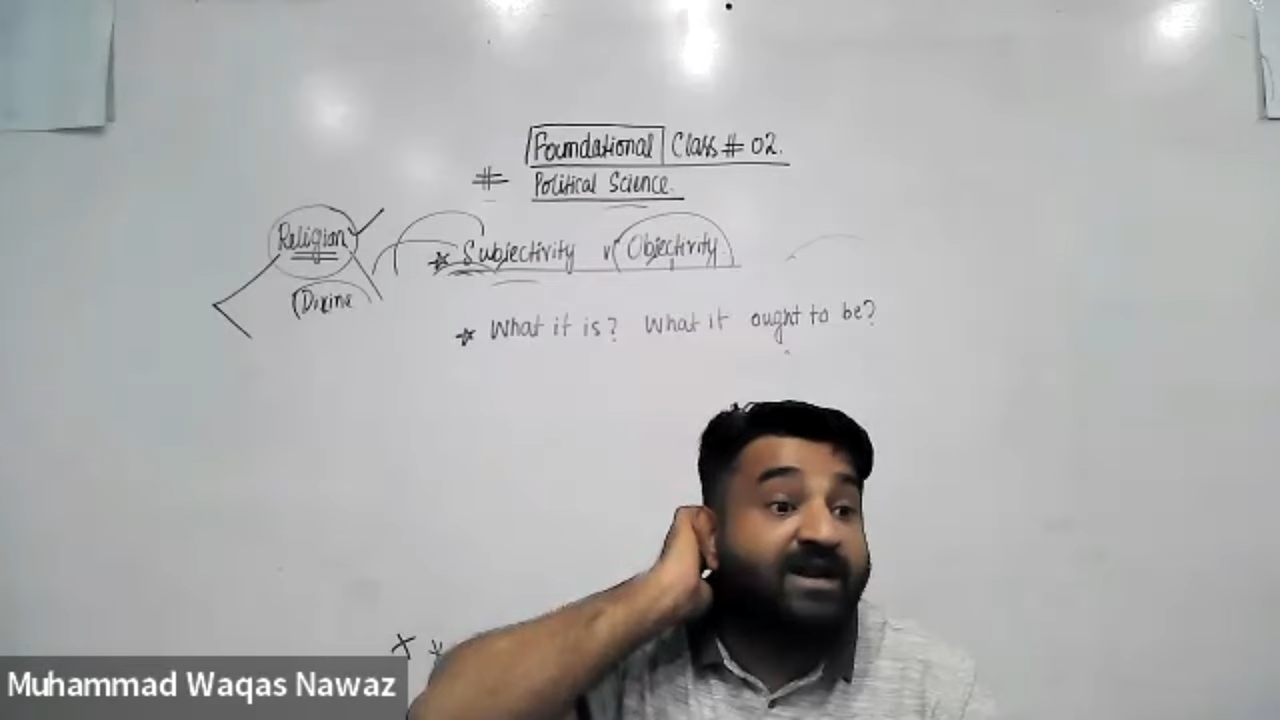 Foundational Class # 02.
# Political Science.
Religion
* Subjectivity v Objectivity
(Divine
* What it is? What it ought to be?
Muhammad Waqas Nawaz